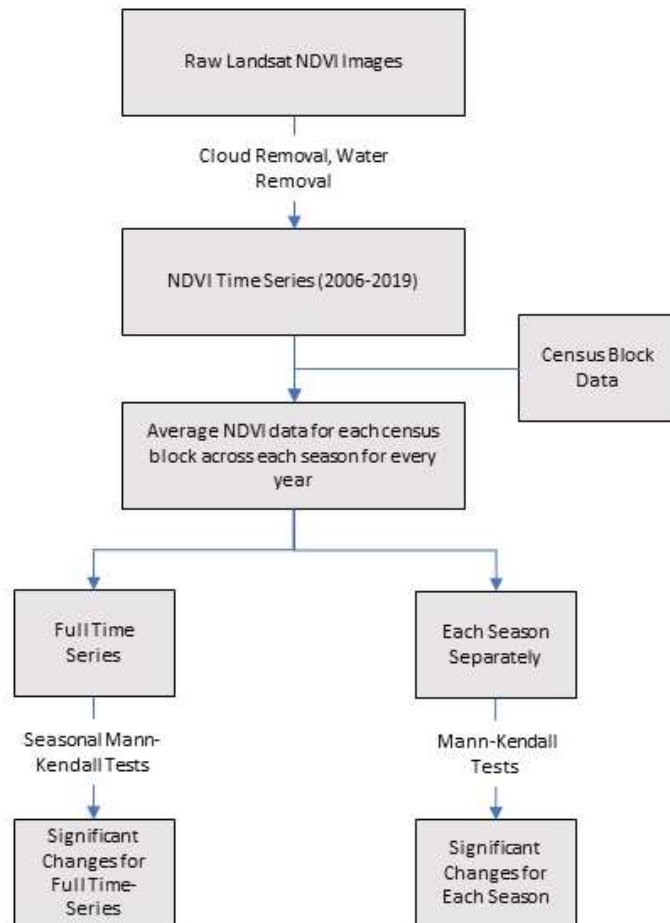 Raw Landsat NDVI Images
Cloud Removal, Water
Removal
NDVI Time Series (2006-2019)
Census Block
Data
Average NDVI data for each census
block across each season for every
year
Full Time
Series
Each Season
Separately
Seasonal Mann-
Kendall Tests
Mann-Kendall
Tests
Significant
Changes for
Full Time-
Series
Significant
Changes for
Each Season